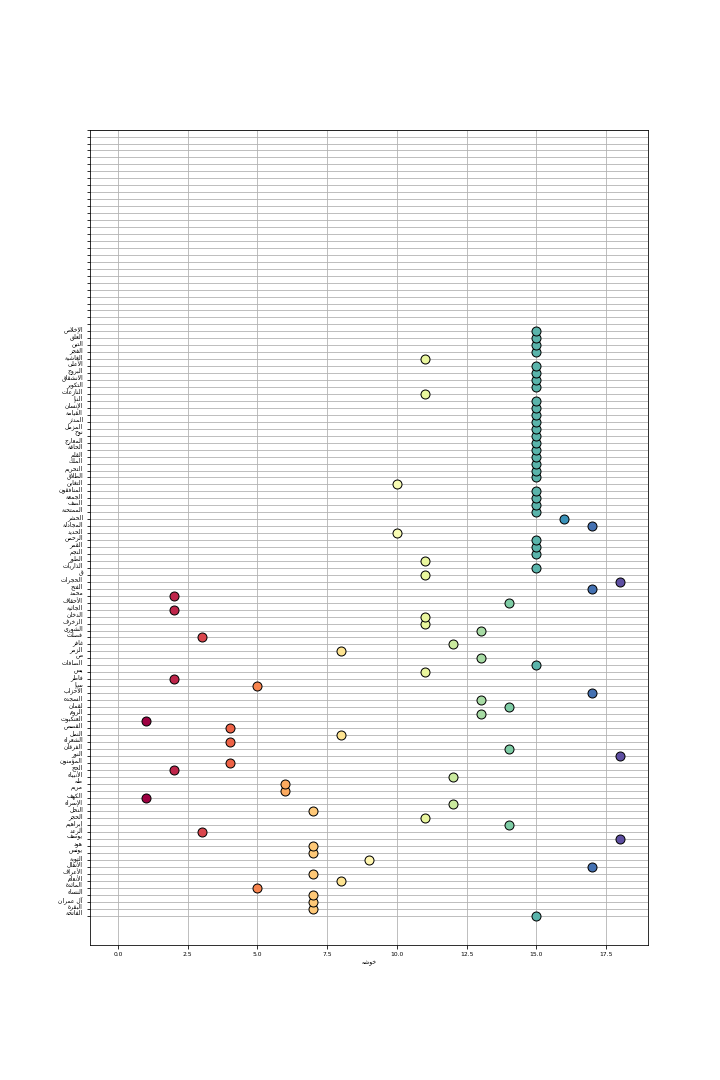 الإخلاص
العلق
التين
الفجر
الغاشية
الأعلى
البروج
الانشقاق
التكوير
النازعات
النبأ
الإنسان
القيامة
المدثر
المزمل
نوح
المعارج
الحاقة
القلم
الملك
التحريم
الطلاق
التغابن
المنافقون
الجمعة
الصف
الممتحنة
الحشر
المجادلة
الحديد
الرحمن
القمر
النجم
الطور
الذاريات
ق
الحجرات
الفتح
محمد
الأحقاف
الجاثية
الدخان
الزخرف
الشورى
فصلت
غافر
الزمر
ص
الصافات
يس
فاطر
سبأ
الأحزاب
السجدة
لقمان
الروم
العنكبوت
القصص
النمل
الشعراء
الفرقان
النور
المؤمنون
الحج
الأنبياء
طه
مريم
الكهف
الإسراء
النحل
الحجر
إبراهيم
الرعد
يوسف
هود
يونس
التوبة
الأنفال
الأعراف
الأنعام
المائدة
النساء
آل عمران
البقرة
الفاتحة
0.0 2.5 5.0 7.5 10.0 12.5 15.0 17.5
خوشه